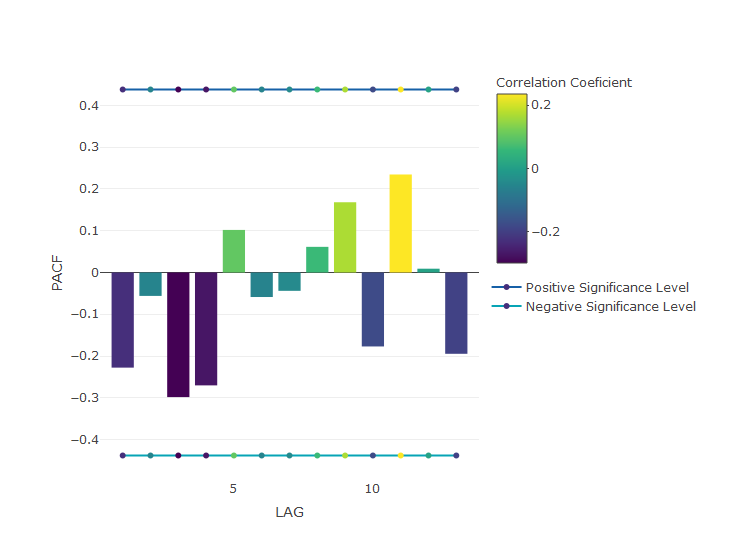 Correlation Coeficient
0.2
0
−0.2
Positive Significance Level
Negative Significance Level
PACF
0.4
0.3
0.2
0.1
0
−0.1
−0.2
−0.3
−0.4
5 10
LAG